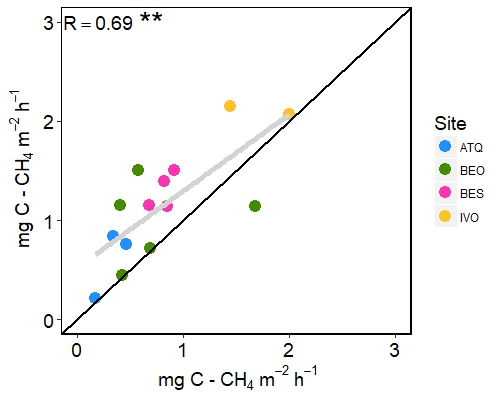 R = 0.69 **
3
2
1
0
0 1 2 3
mg C - CH₄ m⁻² h⁻¹
mg C - CH₄ m⁻² h⁻¹
Site
ATQ
BEO
BES
IVO